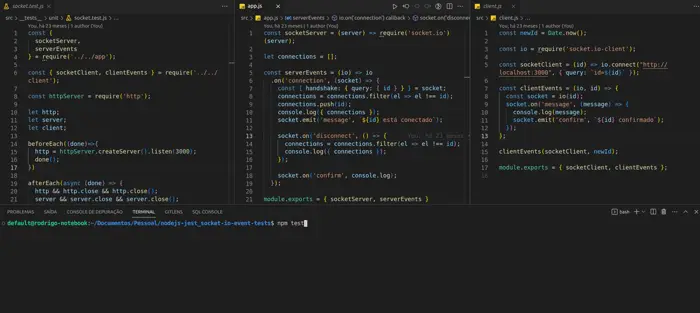 socket.test.js
src > __tests__ > unit > socket.test.js > ...
You, há 23 meses | 1 author (You)
1 const {
2 socketServer,
3 serverEvents
4 } = require('../../app');
5
6 const { socketClient, clientEvents } = require('../../
client');
7
8 const httpServer = require('http');
9
10 let http;
11 let server;
12 let client;
13
14 beforeEach((done)=>{
15 http = httpServer.createServer().listen(3000);
16 done();
17 })
18
19 afterEach(async (done) => {
20 http && http.close && http.close();
21 server && server.close && server.close();
app.js
src > app.js > serverEvents > io.on('connection') callback > socket.on('disconnec
You, há 23 meses | 1 author (You)
1 const socketServer = (server) => require('socket.io')
(server);
2
3 let connections = [];
4
5 const serverEvents = (io) => io
6 .on('connection', (socket) => {
7 const { handshake: { query: { id } } } = socket;
8 connections = connections.filter(el => el !== id);
9 connections.push(id);
10 console.log({ connections });
11 socket.emit('message', `${id} está conectado`);
12
13 socket.on('disconnect', () => {
14 connections = connections.filter(el => el !== id);
15 console.log({ connections });
16 });
17
18 socket.on('confirm', console.log);
19 });
20
21 module.exports = { socketServer, serverEvents }
client.js
src > client.js > ...
You, há 23 meses | 1 author (You)
1 const newId = Date.now();
2
3 const io = require('socket.io-client');
4
5 const socketClient = (id) => io.connect("http://
localhost:3000", { query: `id=${id}` });
6
7 const clientEvents = (io, id) => {
8 const socket = io(id);
9 socket.on('message', (message) => {
10 console.log(message);
11 socket.emit('confirm', `${id} confirmado`);
12 });
13 };
14
15 clientEvents(socketClient, newId);
16
17 module.exports = { socketClient, clientEvents };
PROBLEMAS SAÍDA CONSOLE DE DEPURAÇÃO TERMINAL GITLENS SQL CONSOLE
bash
default@rodrigo-notebook:~/Documentos/Pessoal/nodejs-jest_socket-io-event-tests$ npm test